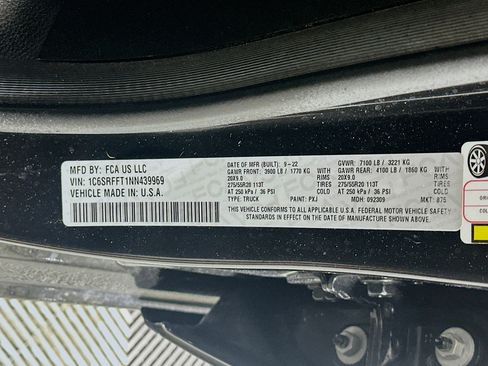 MFD BY: FCA US LLC
VIN: 1C6SRFFT1NN439969
VEHICLE MADE IN U.S.A.
DATE OF MFR (BUILT): 9-22 GVWR: 7100 LB / 3221 KG
GAWR FRONT: 3900 LB / 1770 KG GAWR REAR: 4100 LB / 1860 KG
20X9.0 RIMS 20X9.0 RIMS
275/55R20 113T TIRES 275/55R20 113T TIRES
AT 250 kPa / 36 PSI COLD AT 250 kPa / 36 PSI COLD
TYPE: TRUCK PAINT: PXJ MDH: 092309 MKT: 875
THIS VEHICLE CONFORMS TO ALL APPLICABLE U.S.A. FEDERAL MOTOR VEHICLE
SAFETY STANDARDS IN EFFECT ON THE DATE OF MANUFACTURE SHOWN ABOVE.